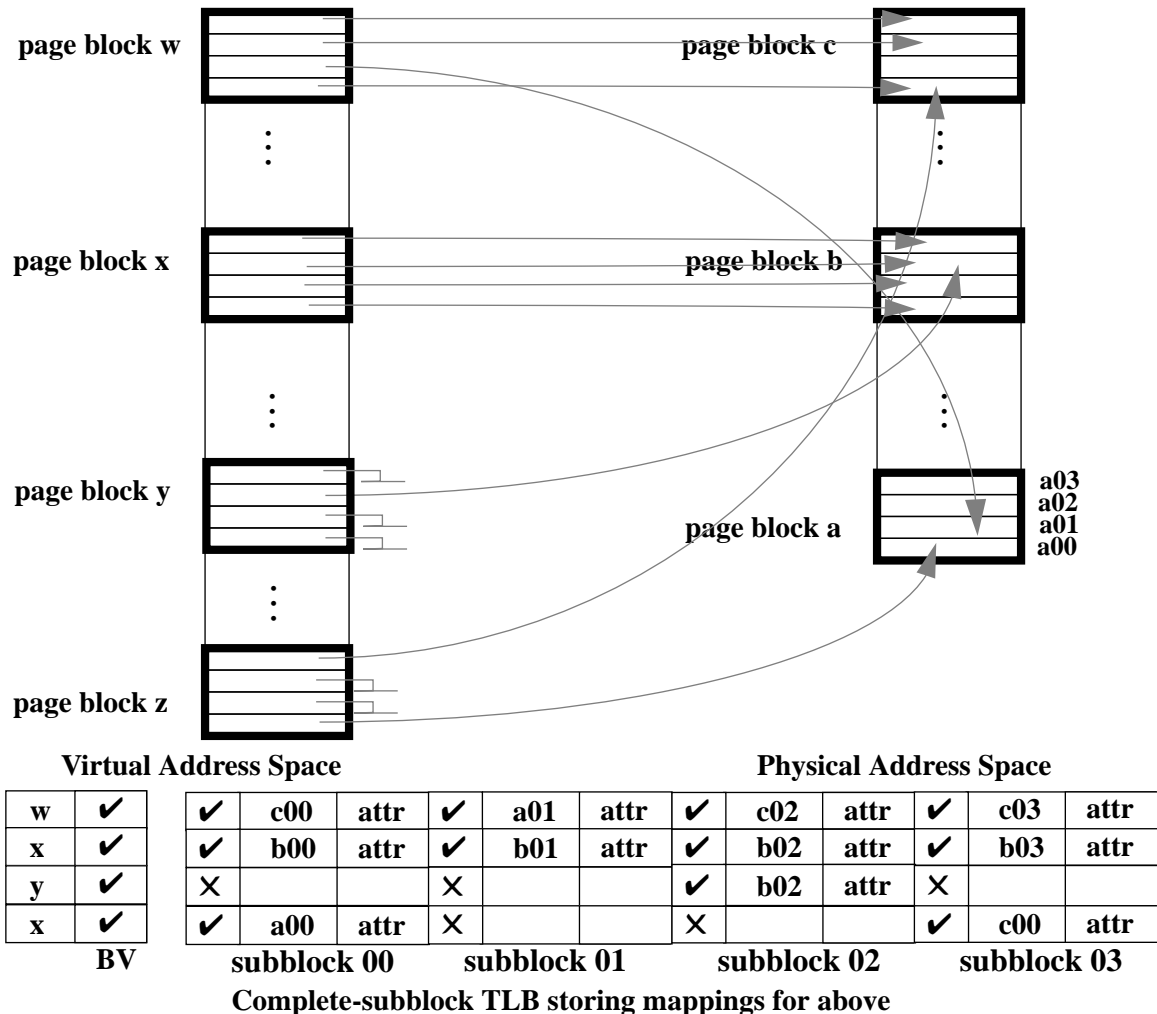 page block w
page block c
page block x
page block b
page block y
a03
a02
a01
a00
page block a
page block z
Virtual Address Space
Physical Address Space
w ✔ ✔ c00 attr ✔ a01 attr ✔ c02 attr ✔ c03 attr
x ✔ ✔ b00 attr ✔ b01 attr ✔ b02 attr ✔ b03 attr
y ✔ ✕ ✕ ✔ b02 attr ✕
x ✔ ✔ a00 attr ✕ ✕ ✔ c00 attr
BV subblock 00 subblock 01 subblock 02 subblock 03
Complete-subblock TLB storing mappings for above